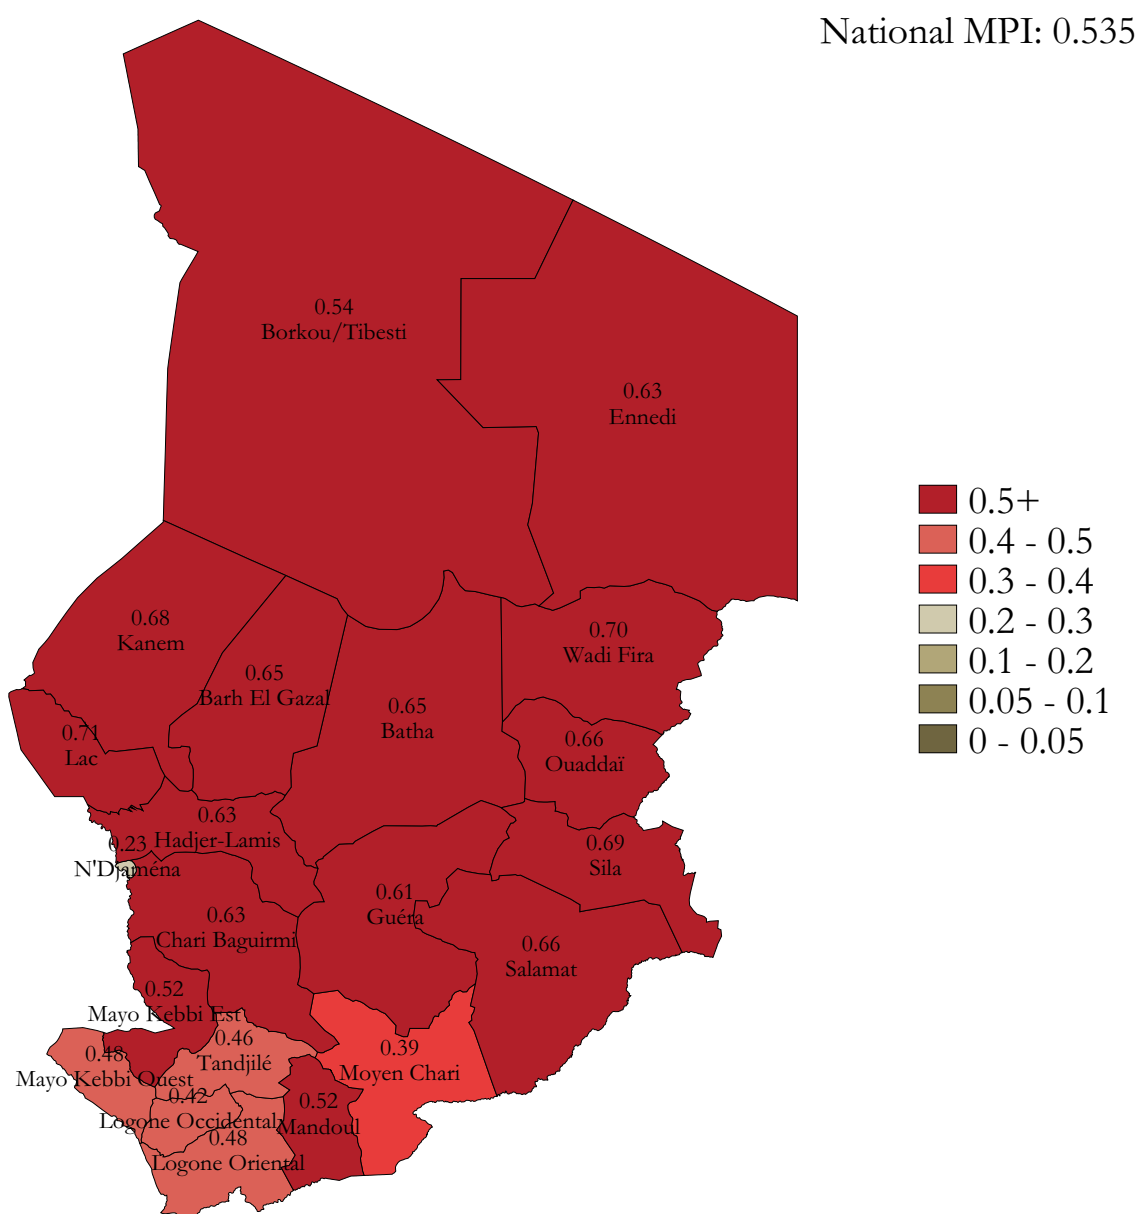 National MPI: 0.535
0.54
Borkou/Tibesti
0.63
Ennedi
0.5+
0.4 - 0.5
0.3 - 0.4
0.2 - 0.3
0.1 - 0.2
0.05 - 0.1
0 - 0.05
0.68
Kanem
0.70
Wadi Fira
0.65
Barh El Gazal
0.65
Batha
0.71
Lac
0.66
Ouaddaï
0.63
Hadjer-Lamis
0.23
N'Djaména
0.69
Sila
0.61
Guéra
0.63
Chari Baguirmi
0.66
Salamat
0.52
Mayo Kebbi Est
0.46
Tandjilé
0.48
Mayo Kebbi Ouest
0.39
Moyen Chari
0.42
Logone Occidental
0.52
Mandoul
0.48
Logone Oriental